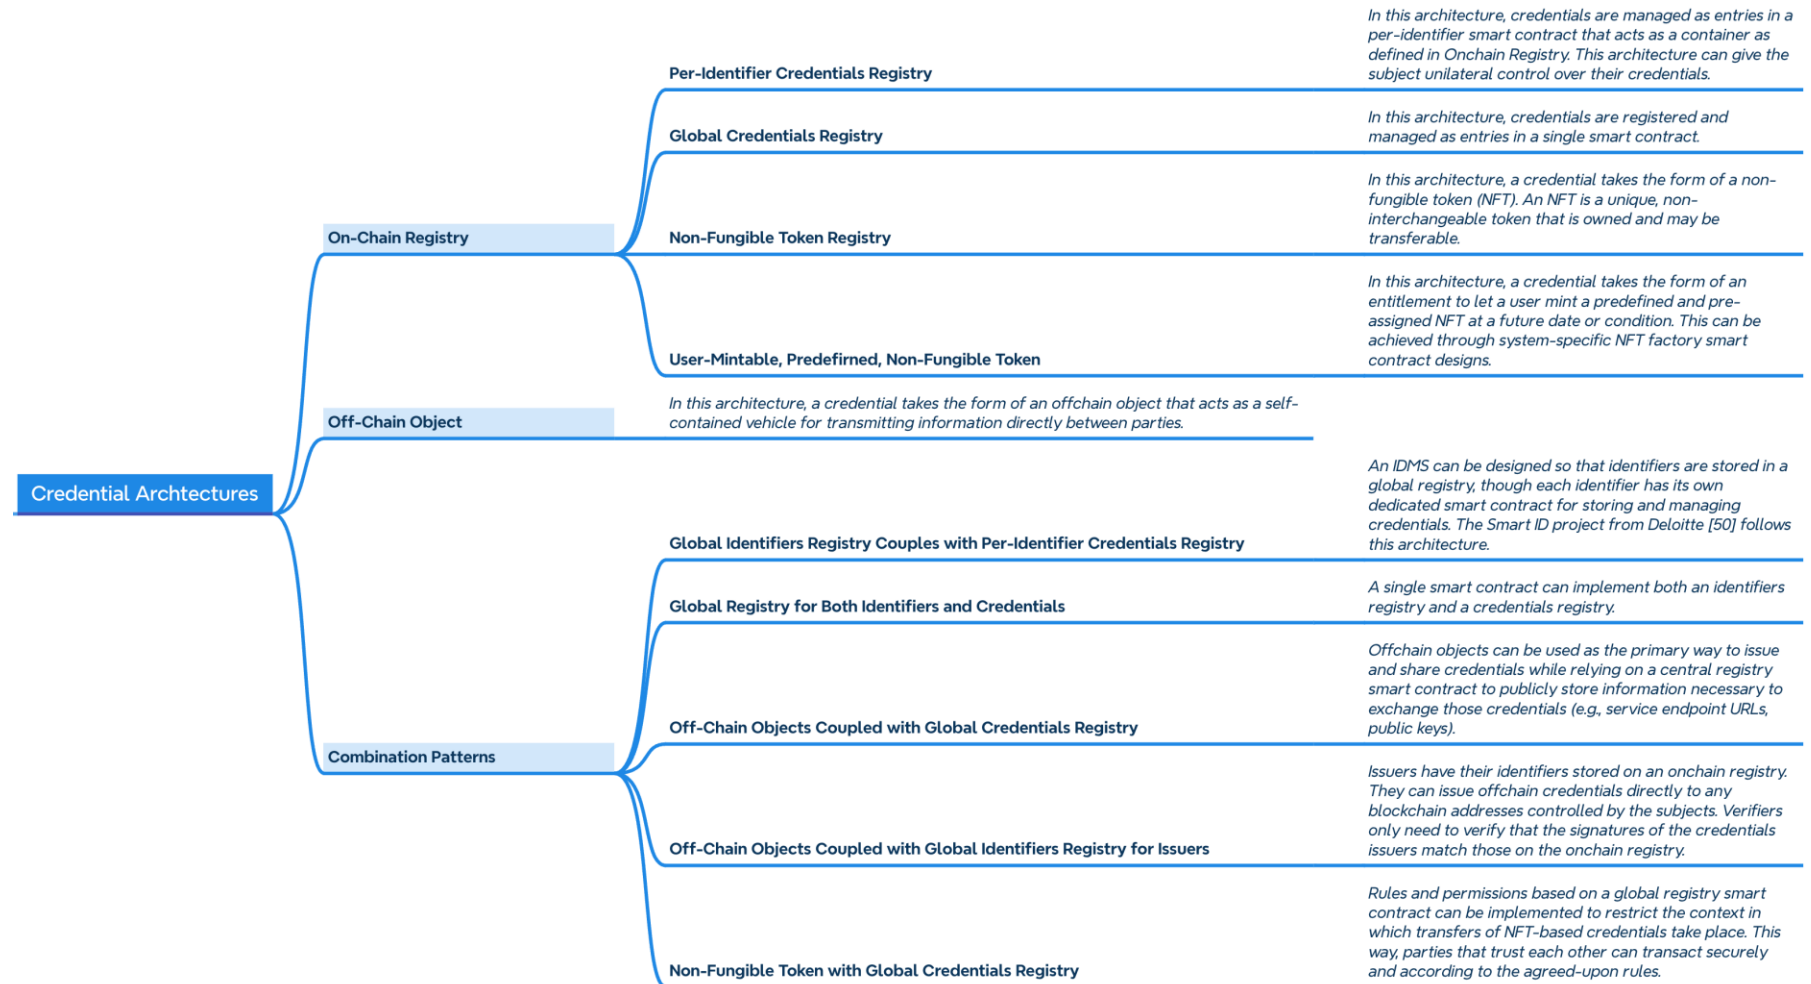 Credential Archtectures
On-Chain Registry
Per-Identifier Credentials Registry
In this architecture, credentials are managed as entries in a
per-identifier smart contract that acts as a container as
defined in Onchain Registry. This architecture can give the
subject unilateral control over their credentials.
Global Credentials Registry
In this architecture, credentials are registered and
managed as entries in a single smart contract.
Non-Fungible Token Registry
In this architecture, a credential takes the form of a non-
fungible token (NFT). An NFT is a unique, non-
interchangeable token that is owned and may be
transferable.
User-Mintable, Predefirned, Non-Fungible Token
In this architecture, a credential takes the form of an
entitlement to let a user mint a predefined and pre-
assigned NFT at a future date or condition. This can be
achieved through system-specific NFT factory smart
contract designs.
Off-Chain Object
In this architecture, a credential takes the form of an offchain object that acts as a self-
contained vehicle for transmitting information directly between parties.
Combination Patterns
Global Identifiers Registry Couples with Per-Identifier Credentials Registry
An IDMS can be designed so that identifiers are stored in a
global registry, though each identifier has its own
dedicated smart contract for storing and managing
credentials. The Smart ID project from Deloitte [50] follows
this architecture.
Global Registry for Both Identifiers and Credentials
A single smart contract can implement both an identifiers
registry and a credentials registry.
Off-Chain Objects Coupled with Global Credentials Registry
Offchain objects can be used as the primary way to issue
and share credentials while relying on a central registry
smart contract to publicly store information necessary to
exchange those credentials (e.g., service endpoint URLs,
public keys).
Off-Chain Objects Coupled with Global Identifiers Registry for Issuers
Issuers have their identifiers stored on an onchain registry.
They can issue offchain credentials directly to any
blockchain addresses controlled by the subjects. Verifiers
only need to verify that the signatures of the credentials
issuers match those on the onchain registry.
Non-Fungible Token with Global Credentials Registry
Rules and permissions based on a global registry smart
contract can be implemented to restrict the context in
which transfers of NFT-based credentials take place. This
way, parties that trust each other can transact securely
and according to the agreed-upon rules.